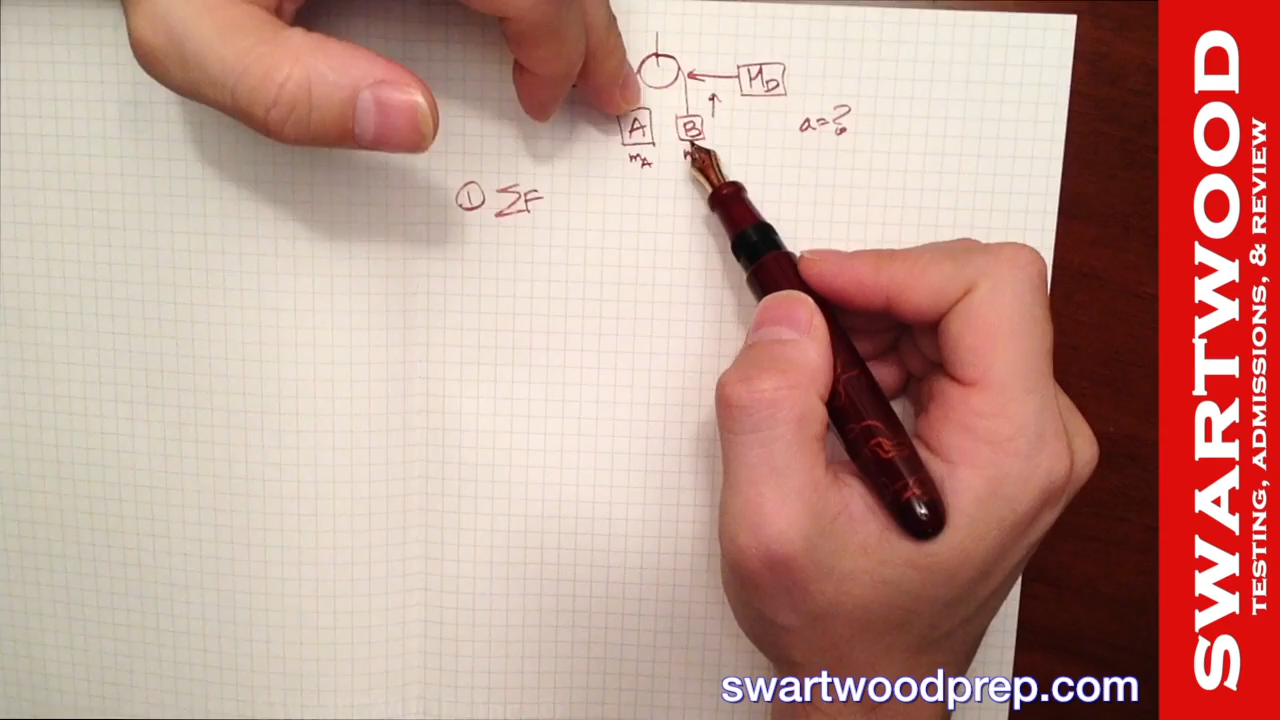 M_D
A
B
a=?
m_A
① ΣF
SWARTWOOD
TESTING, ADMISSIONS, & REVIEW
swartwoodprep.com